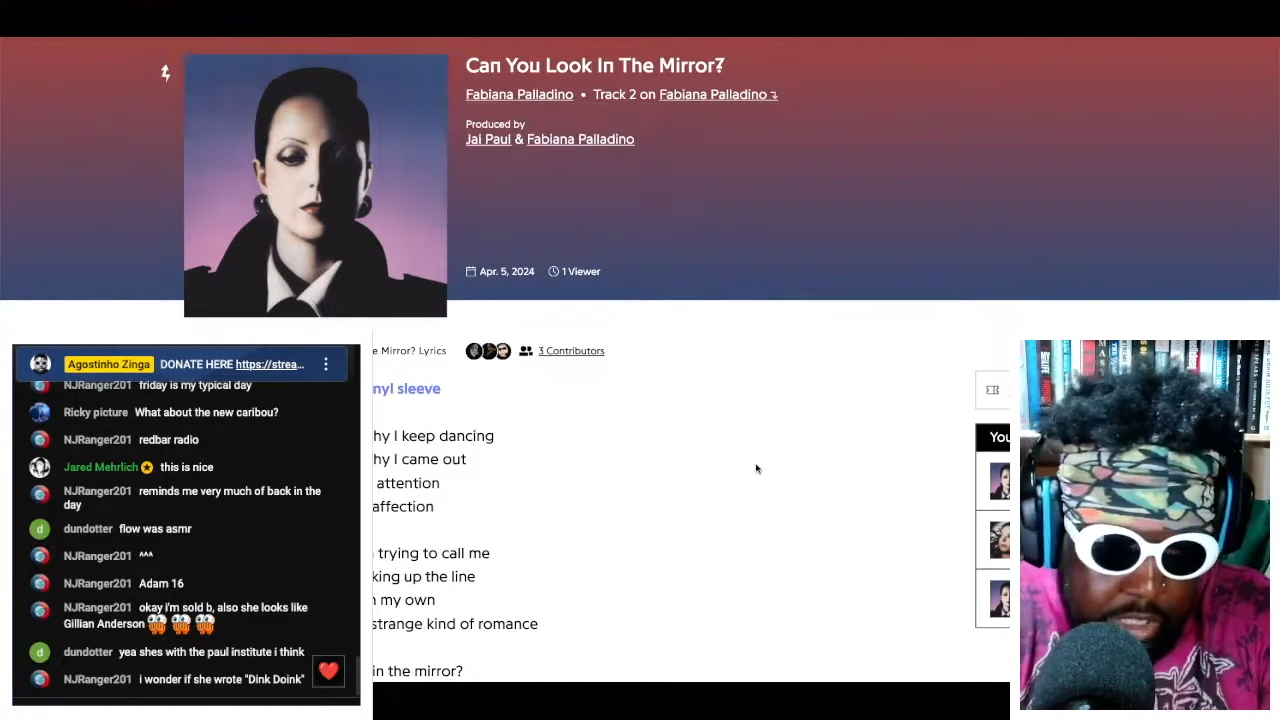 Can You Look In The Mirror?
Fabiana Palladino • Track 2 on Fabiana Palladino
Produced by
Jai Paul & Fabiana Palladino
Apr. 5, 2024 1 Viewer
e Mirror? Lyrics 3 Contributors
nyl sleeve
hy I keep dancing
hy I came out
attention
affection
trying to call me
king up the line
my own
strange kind of romance
in the mirror?
You
Agostinho Zinga DONATE HERE https://strea...
NJRanger201 friday is my typical day
Ricky picture What about the new caribou?
NJRanger201 redbar radio
Jared Mehrlich this is nice
NJRanger201 reminds me very much of back in the
day
d dundotter flow was asmr
NJRanger201 ^^^
NJRanger201 Adam 16
NJRanger201 okay i'm sold b, also she looks like
Gillian Anderson
d dundotter yea shes with the paul institute i think
NJRanger201 i wonder if she wrote "Dink Doink"